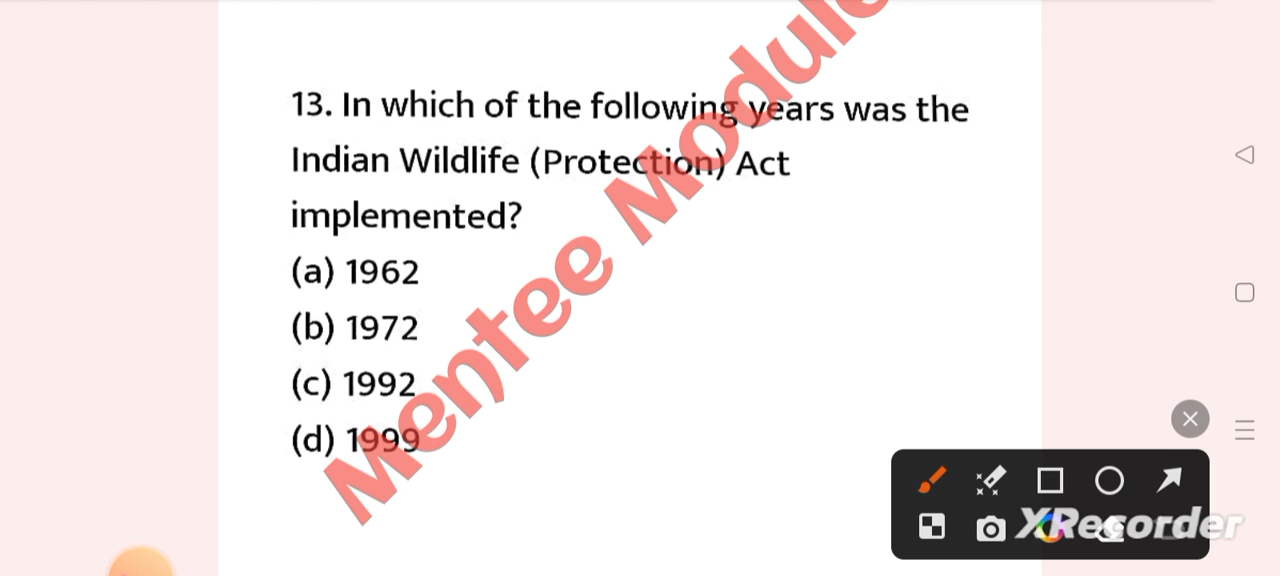 13. In which of the following years was the
Indian Wildlife (Protection) Act
implemented?
(a) 1962
(b) 1972
(c) 1992
(d) 1999
Mentee Module
XRecorder